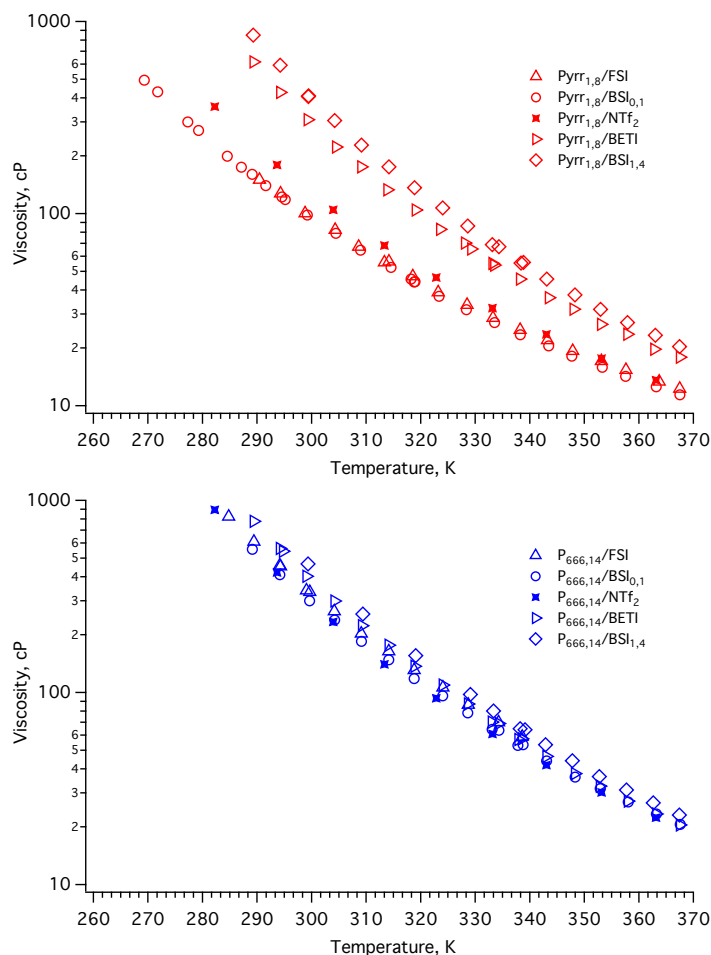 1000
6
Pyrr1,8/FSI
5
Pyrr1,8/BSI0,1
4
3
Pyrr1,8/NTf2
2
Pyrr1,8/BETI
Pyrr1,8/BSI1,4
Viscosity, cP
100
6
5
4
3
2
10
260 270 280 290 300 310 320 330 340 350 360 370
Temperature, K
1000
6
P666,14/FSI
5
P666,14/BSI0,1
4
3
P666,14/NTf2
2
P666,14/BETI
P666,14/BSI1,4
Viscosity, cP
100
6
5
4
3
2
10
260 270 280 290 300 310 320 330 340 350 360 370
Temperature, K